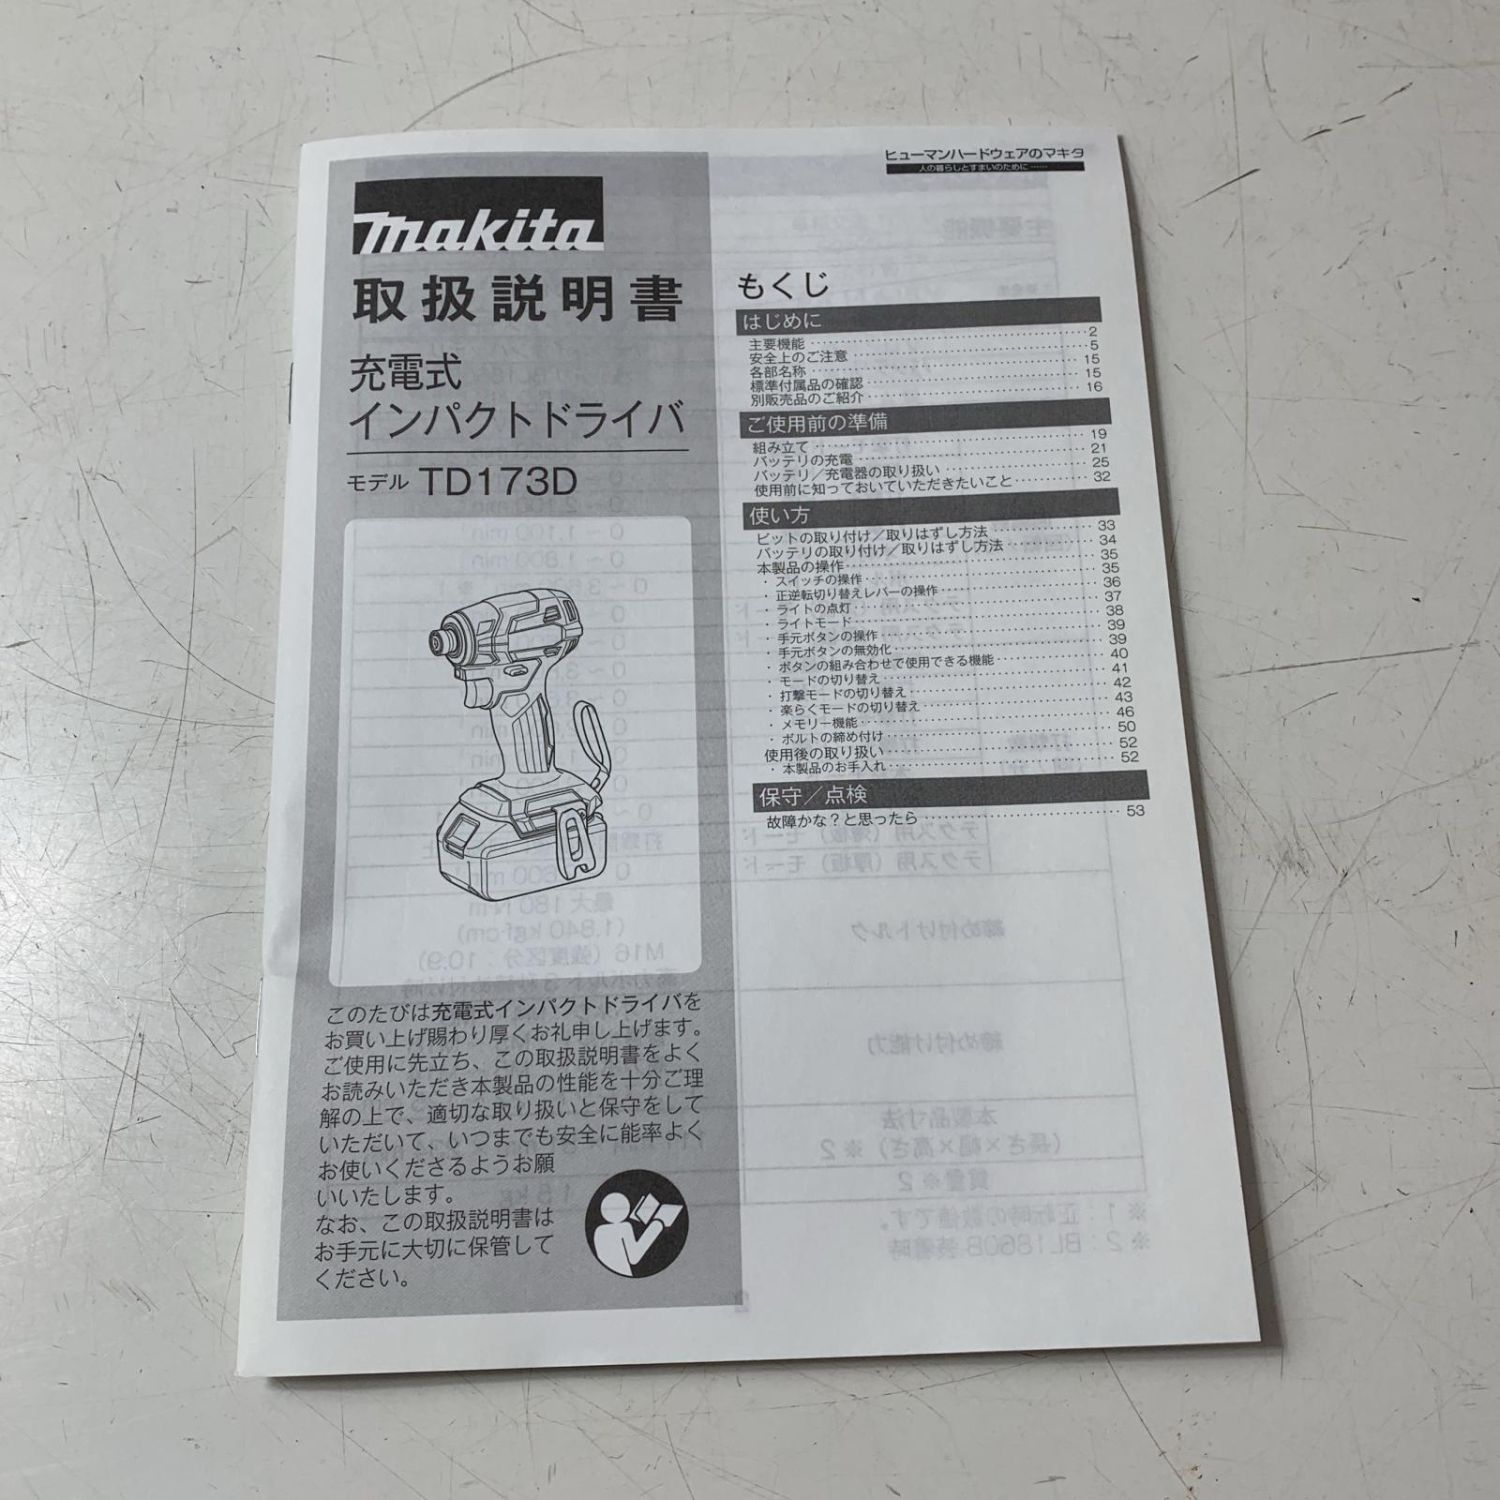 makita
取扱説明書
充電式
インパクトドライバ
モデル TD173D
このたびは充電式インパクトドライバを
お買い上げ賜わり厚くお礼申し上げます。
ご使用に先立ち、この取扱説明書をよく
お読みいただき本製品の性能を十分ご理
解の上で、適切な取り扱いと保守をして
いただいて、いつまでも安全に能率よく
お使いくださるようお願
いいたします。
なお、この取扱説明書は
お手元に大切に保管して
ください。
ヒューマンハードウェアのマキタ
人の暮らしとすまいのために……
もくじ
はじめに
主要機能 2
安全上のご注意 5
各部名称 15
標準付属品の確認 15
別販売品のご紹介 16
ご使用前の準備
組み立て 19
バッテリの充電 21
バッテリ／充電器の取り扱い 25
使用前に知っておいていただきたいこと 32
使い方
ビットの取り付け／取りはずし方法 33
バッテリの取り付け／取りはずし方法 34
本製品の操作 35
・スイッチの操作 35
・正逆転切り替えレバーの操作 36
・ライトの点灯 37
・ライトモード 38
・手元ボタンの操作 39
・手元ボタンの無効化 39
・ボタンの組み合わせで使用できる機能 40
・モードの切り替え 41
・打撃モードの切り替え 42
・楽らくモードの切り替え 43
・メモリー機能 46
・ボルトの締め付け 50
使用後の取り扱い 52
・本製品のお手入れ 52
保守／点検
故障かな？と思ったら 53